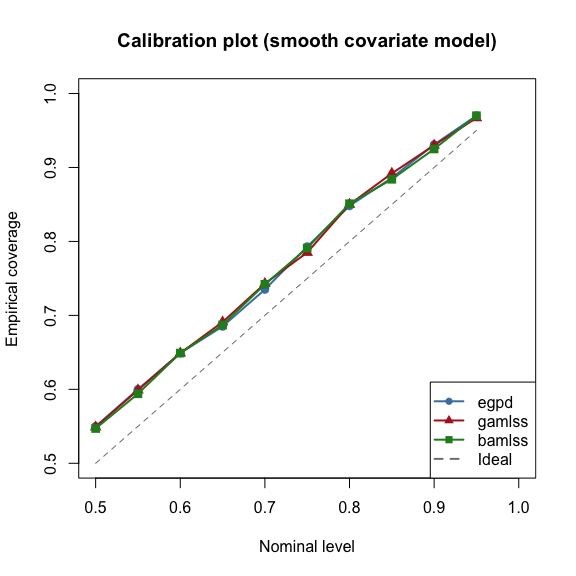 Calibration plot (smooth covariate model)
Empirical coverage
1.0
0.9
0.8
0.7
0.6
0.5
egpd
gamlss
bamlss
Ideal
0.5 0.6 0.7 0.8 0.9 1.0
Nominal level